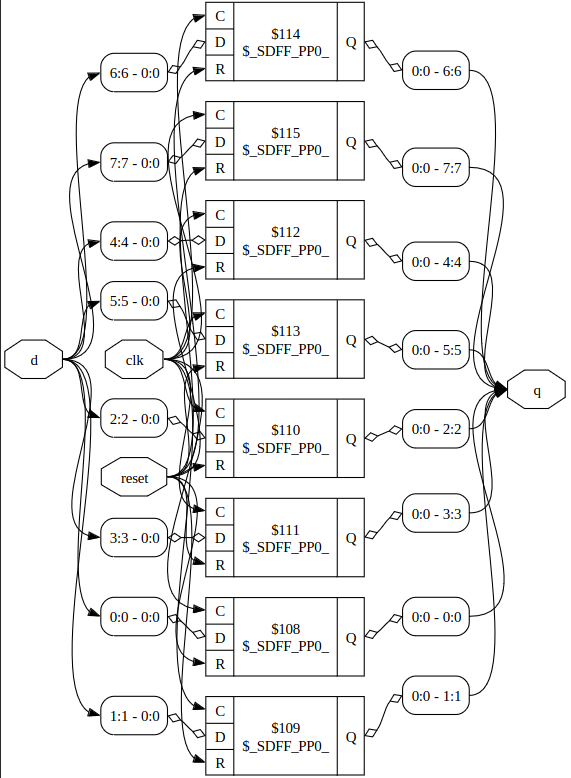 C
$114
D
Q
$_SDFF_PP0_
R
6:6 - 0:0
0:0 - 6:6
C
$115
D
Q
$_SDFF_PP0_
R
7:7 - 0:0
0:0 - 7:7
C
$112
D
Q
$_SDFF_PP0_
R
4:4 - 0:0
0:0 - 4:4
C
$113
D
Q
$_SDFF_PP0_
R
5:5 - 0:0
0:0 - 5:5
d
clk
q
C
$110
D
Q
$_SDFF_PP0_
R
2:2 - 0:0
0:0 - 2:2
reset
C
$111
D
Q
$_SDFF_PP0_
R
3:3 - 0:0
0:0 - 3:3
C
$108
D
Q
$_SDFF_PP0_
R
0:0 - 0:0
0:0 - 0:0
C
$109
D
Q
$_SDFF_PP0_
R
1:1 - 0:0
0:0 - 1:1